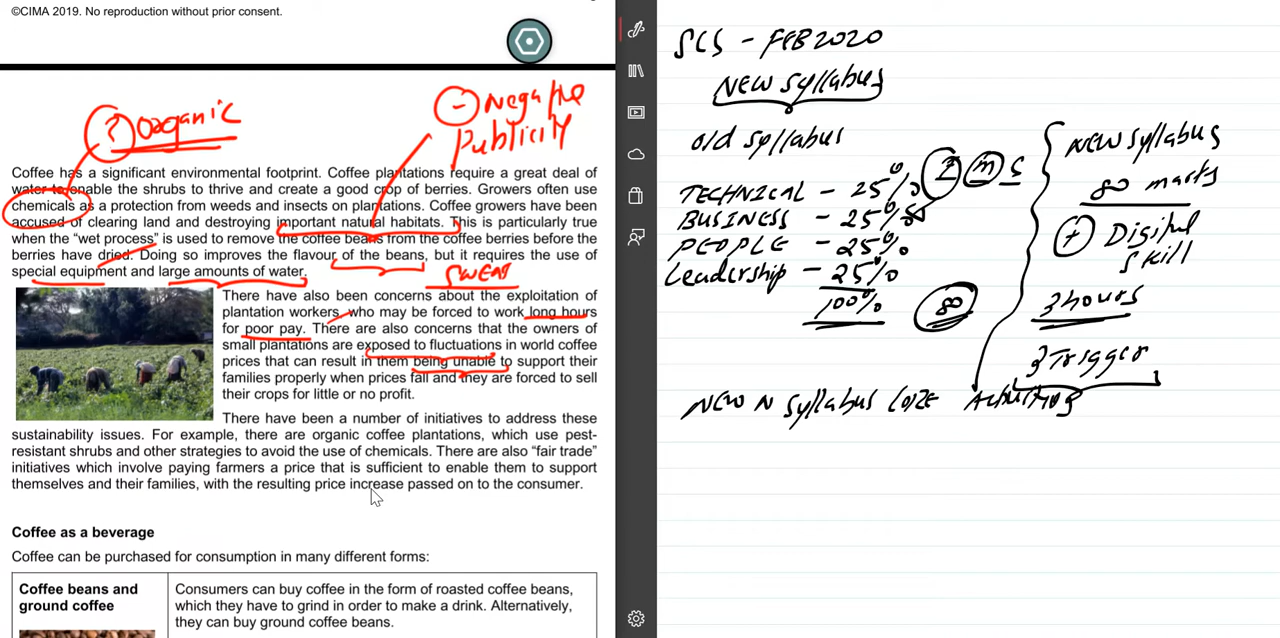 ©CIMA 2019. No reproduction without prior consent.
Organic
Negative
Publicity
Coffee has a significant environmental footprint. Coffee plantations require a great deal of
water to enable the shrubs to thrive and create a good crop of berries. Growers often use
chemicals as a protection from weeds and insects on plantations. Coffee growers have been
accused of clearing land and destroying important natural habitats. This is particularly true
when the “wet process” is used to remove the coffee beans from the coffee berries before the
berries have dried. Doing so improves the flavour of the beans, but it requires the use of
special equipment and large amounts of water.
SWEAT
There have also been concerns about the exploitation of
plantation workers, who may be forced to work long hours
for poor pay. There are also concerns that the owners of
small plantations are exposed to fluctuations in world coffee
prices that can result in them being unable to support their
families properly when prices fall and they are forced to sell
their crops for little or no profit.
There have been a number of initiatives to address these
sustainability issues. For example, there are organic coffee plantations, which use pest-
resistant shrubs and other strategies to avoid the use of chemicals. There are also “fair trade”
initiatives which involve paying farmers a price that is sufficient to enable them to support
themselves and their families, with the resulting price increase passed on to the consumer.
Coffee as a beverage
Coffee can be purchased for consumption in many different forms:
Coffee beans and
ground coffee
Consumers can buy coffee in the form of roasted coffee beans,
which they have to grind in order to make a drink. Alternatively,
they can buy ground coffee beans.
SCS - FEB 2020
NEW Syllabus
Old Syllabus
TECHNICAL - 25%
BUSINESS - 25%
PEOPLE - 25%
Leadership - 25%
100%
80
M S
NEW Syllabus
80 marks
+ Digital
Skill
3 hours
3 Trigger
NEW N Syllabus